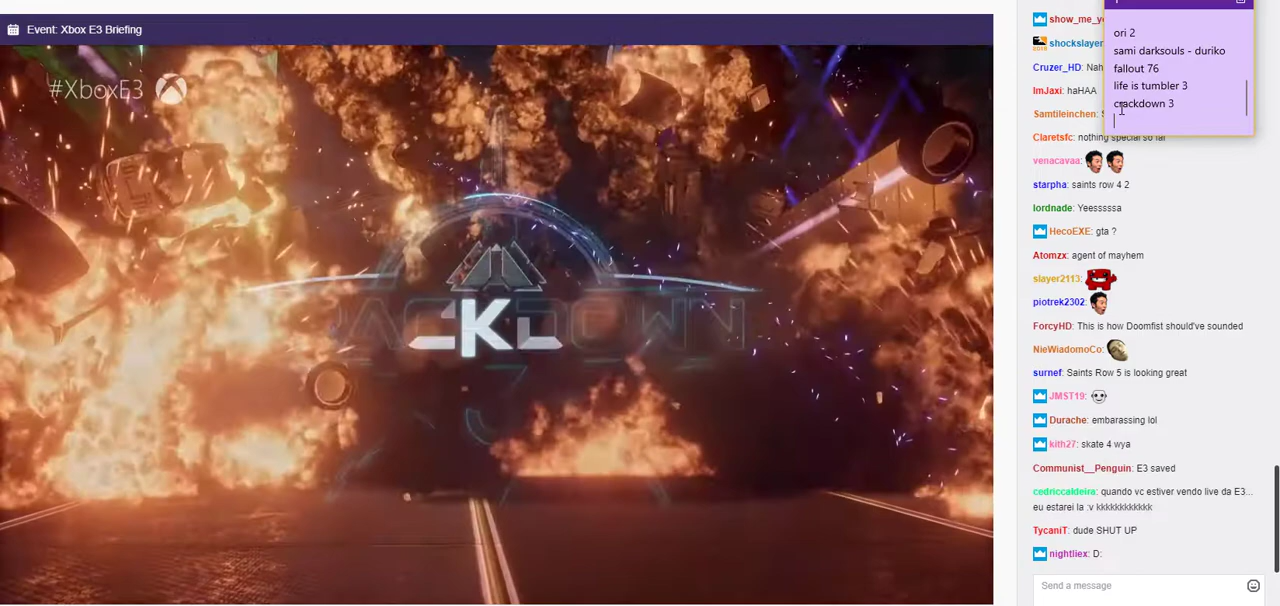 Event: Xbox E3 Briefing
#XboxE3
ACKDOWN
ori 2
sami darksouls - duriko
fallout 76
life is tumbler 3
crackdown 3
show_me_y
shockslayer
Cruzer_HD: Nah
ImJaxi: haHAA
Samtileinchen:
Claretsfc: nothing special so far
venacavaa:
starpha: saints row 4 2
lordnade: Yeesssssa
HecoEXE: gta ?
Atomzx: agent of mayhem
slayer2113:
piotrek2302:
ForcyHD: This is how Doomfist should've sounded
NieWiadomoCo:
surnef: Saints Row 5 is looking great
JMST19:
Durache: embarassing lol
kith27: skate 4 wya
Communist__Penguin: E3 saved
cedriccaldeira: quando vc estiver vendo live da E3...
eu estarei la :v kkkkkkkkkkkk
TycaniT: dude SHUT UP
nightliex: D:
Send a message